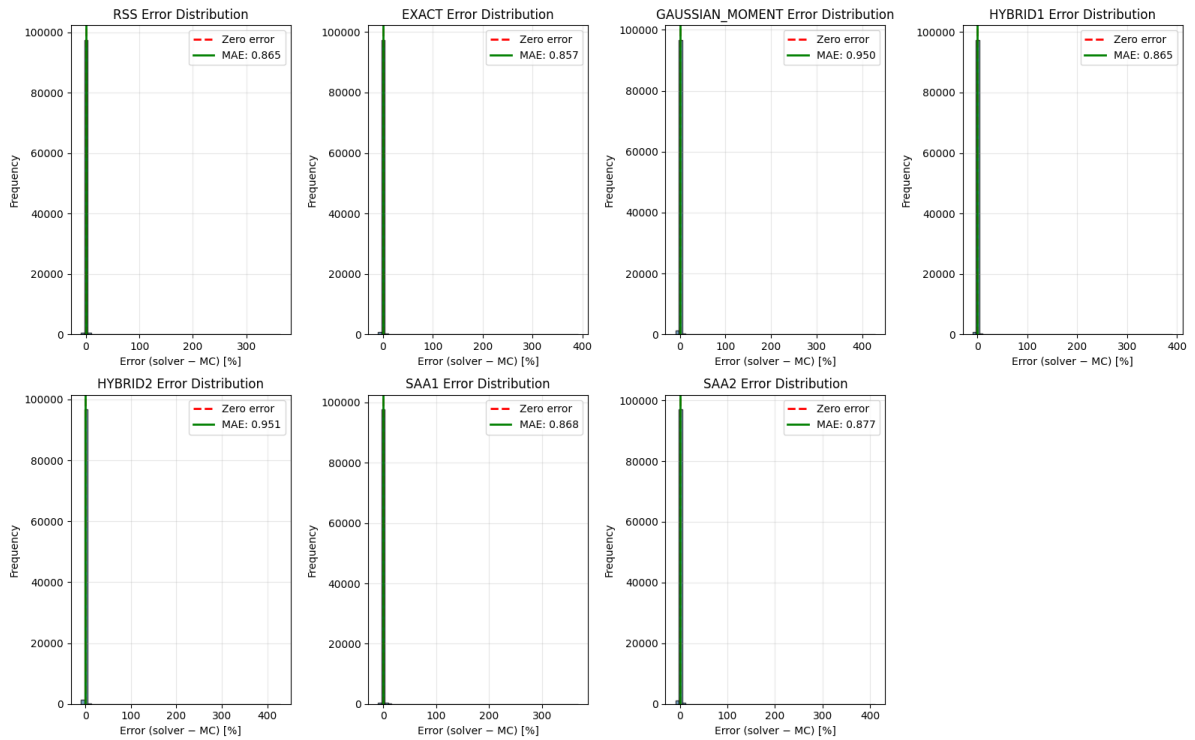 RSS Error Distribution
100000
80000
60000
40000
20000
0
Frequency
Zero error
MAE: 0.865
0 100 200 300
Error (solver − MC) [%]
EXACT Error Distribution
100000
80000
60000
40000
20000
0
Frequency
Zero error
MAE: 0.857
0 100 200 300 400
Error (solver − MC) [%]
GAUSSIAN_MOMENT Error Distribution
100000
80000
60000
40000
20000
0
Frequency
Zero error
MAE: 0.950
0 100 200 300 400
Error (solver − MC) [%]
HYBRID1 Error Distribution
100000
80000
60000
40000
20000
0
Frequency
Zero error
MAE: 0.865
0 100 200 300 400
Error (solver − MC) [%]
HYBRID2 Error Distribution
100000
80000
60000
40000
20000
0
Frequency
Zero error
MAE: 0.951
0 100 200 300 400
Error (solver − MC) [%]
SAA1 Error Distribution
100000
80000
60000
40000
20000
0
Frequency
Zero error
MAE: 0.868
0 100 200 300
Error (solver − MC) [%]
SAA2 Error Distribution
100000
80000
60000
40000
20000
0
Frequency
Zero error
MAE: 0.877
0 100 200 300 400
Error (solver − MC) [%]